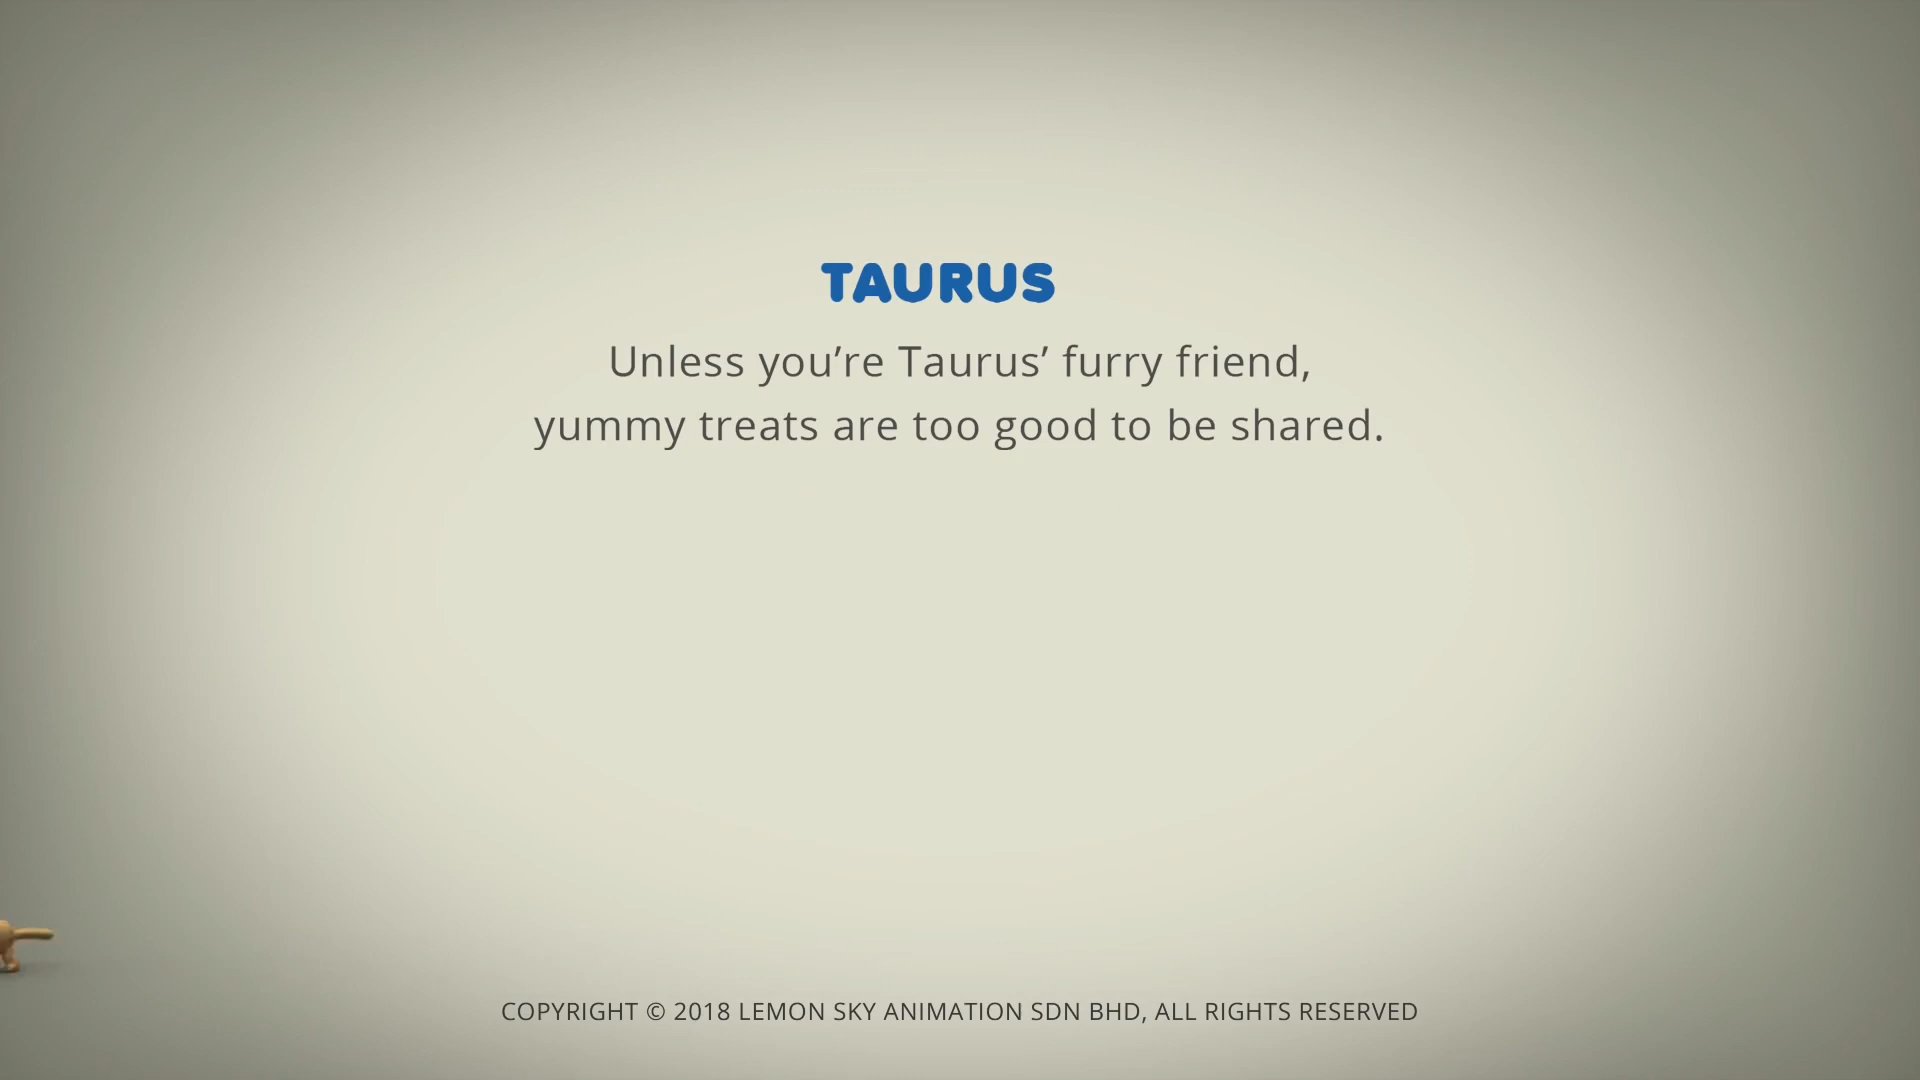 TAURUS
Unless you’re Taurus’ furry friend,
yummy treats are too good to be shared.
COPYRIGHT © 2018 LEMON SKY ANIMATION SDN BHD, ALL RIGHTS RESERVED